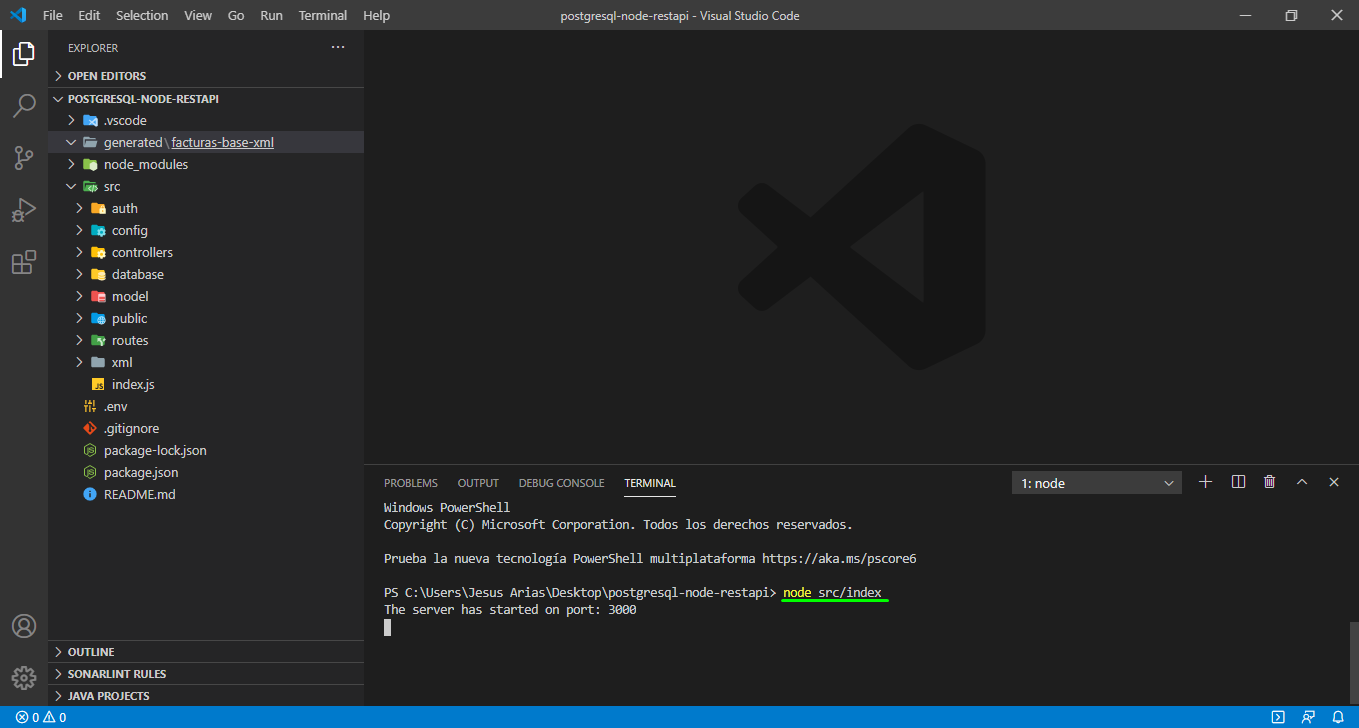 File Edit Selection View Go Run Terminal Help
postgresql-node-restapi - Visual Studio Code
EXPLORER
OPEN EDITORS
POSTGRESQL-NODE-RESTAPI
.vscode
generated\facturas-base-xml
node_modules
src
auth
config
controllers
database
model
public
routes
xml
index.js
.env
.gitignore
package-lock.json
package.json
README.md
OUTLINE
SONARLINT RULES
JAVA PROJECTS
PROBLEMS OUTPUT DEBUG CONSOLE TERMINAL
1: node
Windows PowerShell
Copyright (C) Microsoft Corporation. Todos los derechos reservados.
Prueba la nueva tecnología PowerShell multiplataforma https://aka.ms/pscore6
PS C:\Users\Jesus Arias\Desktop\postgresql-node-restapi> node src/index
The server has started on port: 3000
0 0